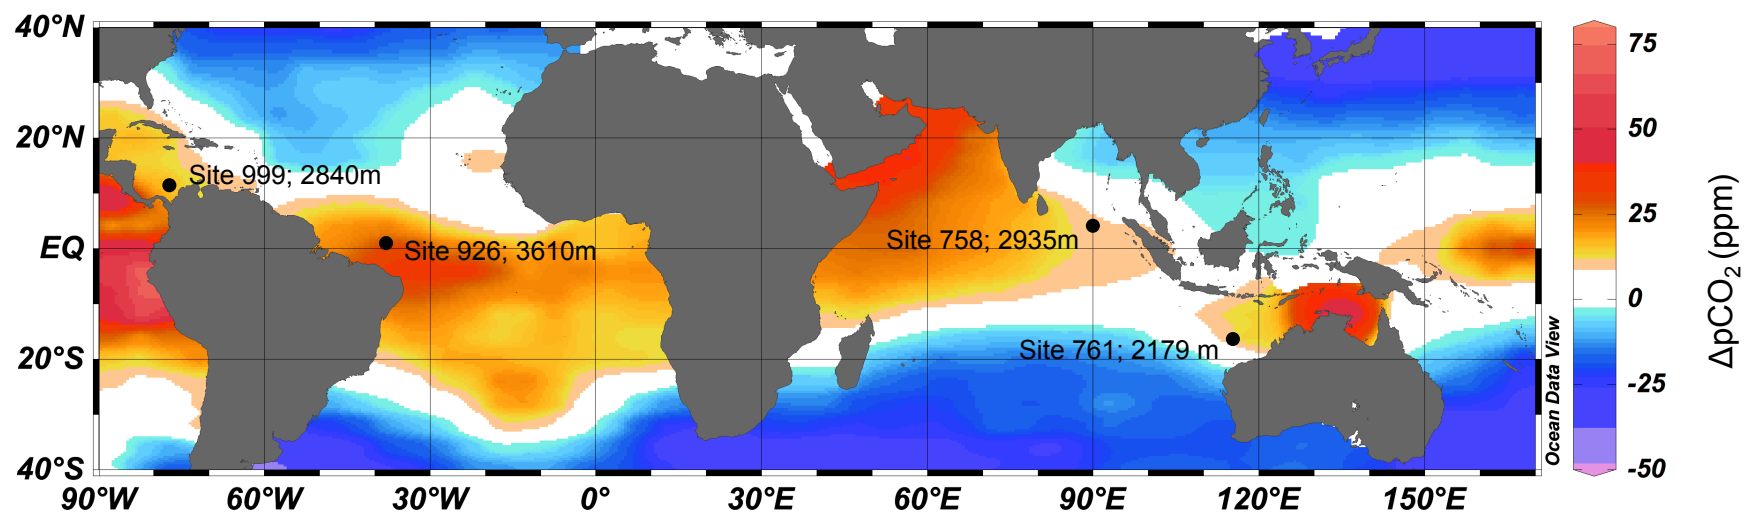 40°N
20°N
EQ
20°S
40°S
90°W
60°W
30°W
0°
30°E
60°E
90°E
120°E
150°E
Site 999; 2840m
Site 926; 3610m
Site 758; 2935m
Site 761; 2179 m
Ocean Data View
75
50
25
0
-25
-50
ΔpCO₂ (ppm)